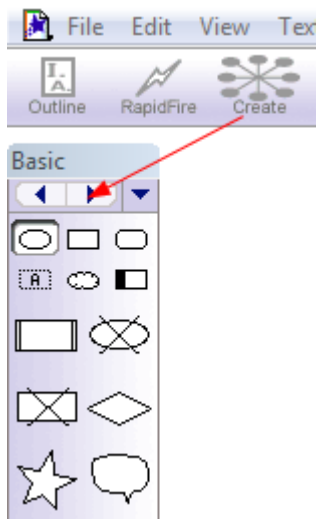 File Edit View Tex
I. A.
Outline RapidFire Create
Basic
A